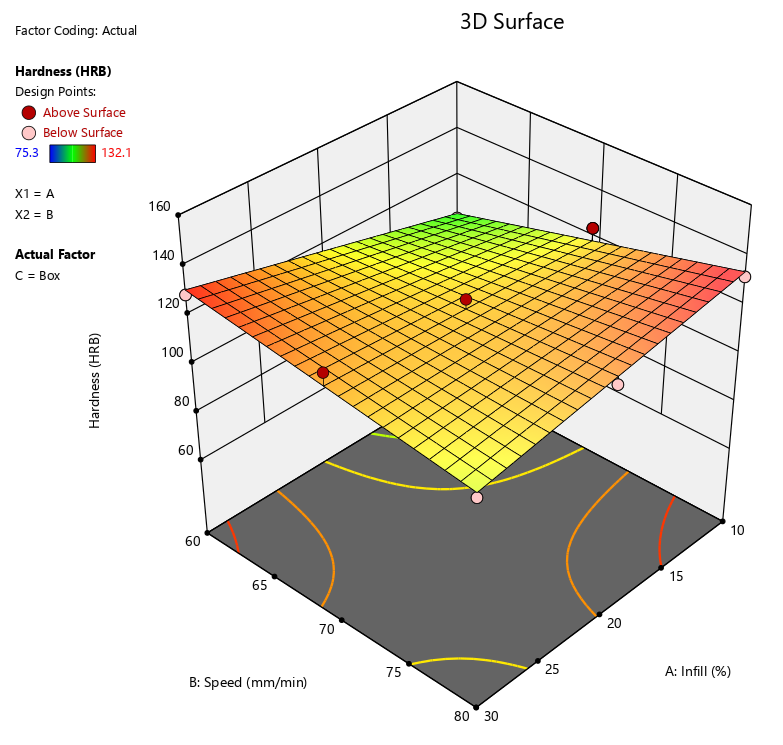 3D Surface
Factor Coding: Actual
Hardness (HRB)
Design Points:
Above Surface
Below Surface
75.3 132.1
X1 = A
X2 = B
Actual Factor
C = Box
160
140
120
100
80
60
Hardness (HRB)
60
65
70
75
80
B: Speed (mm/min)
10
15
20
25
30
A: Infill (%)